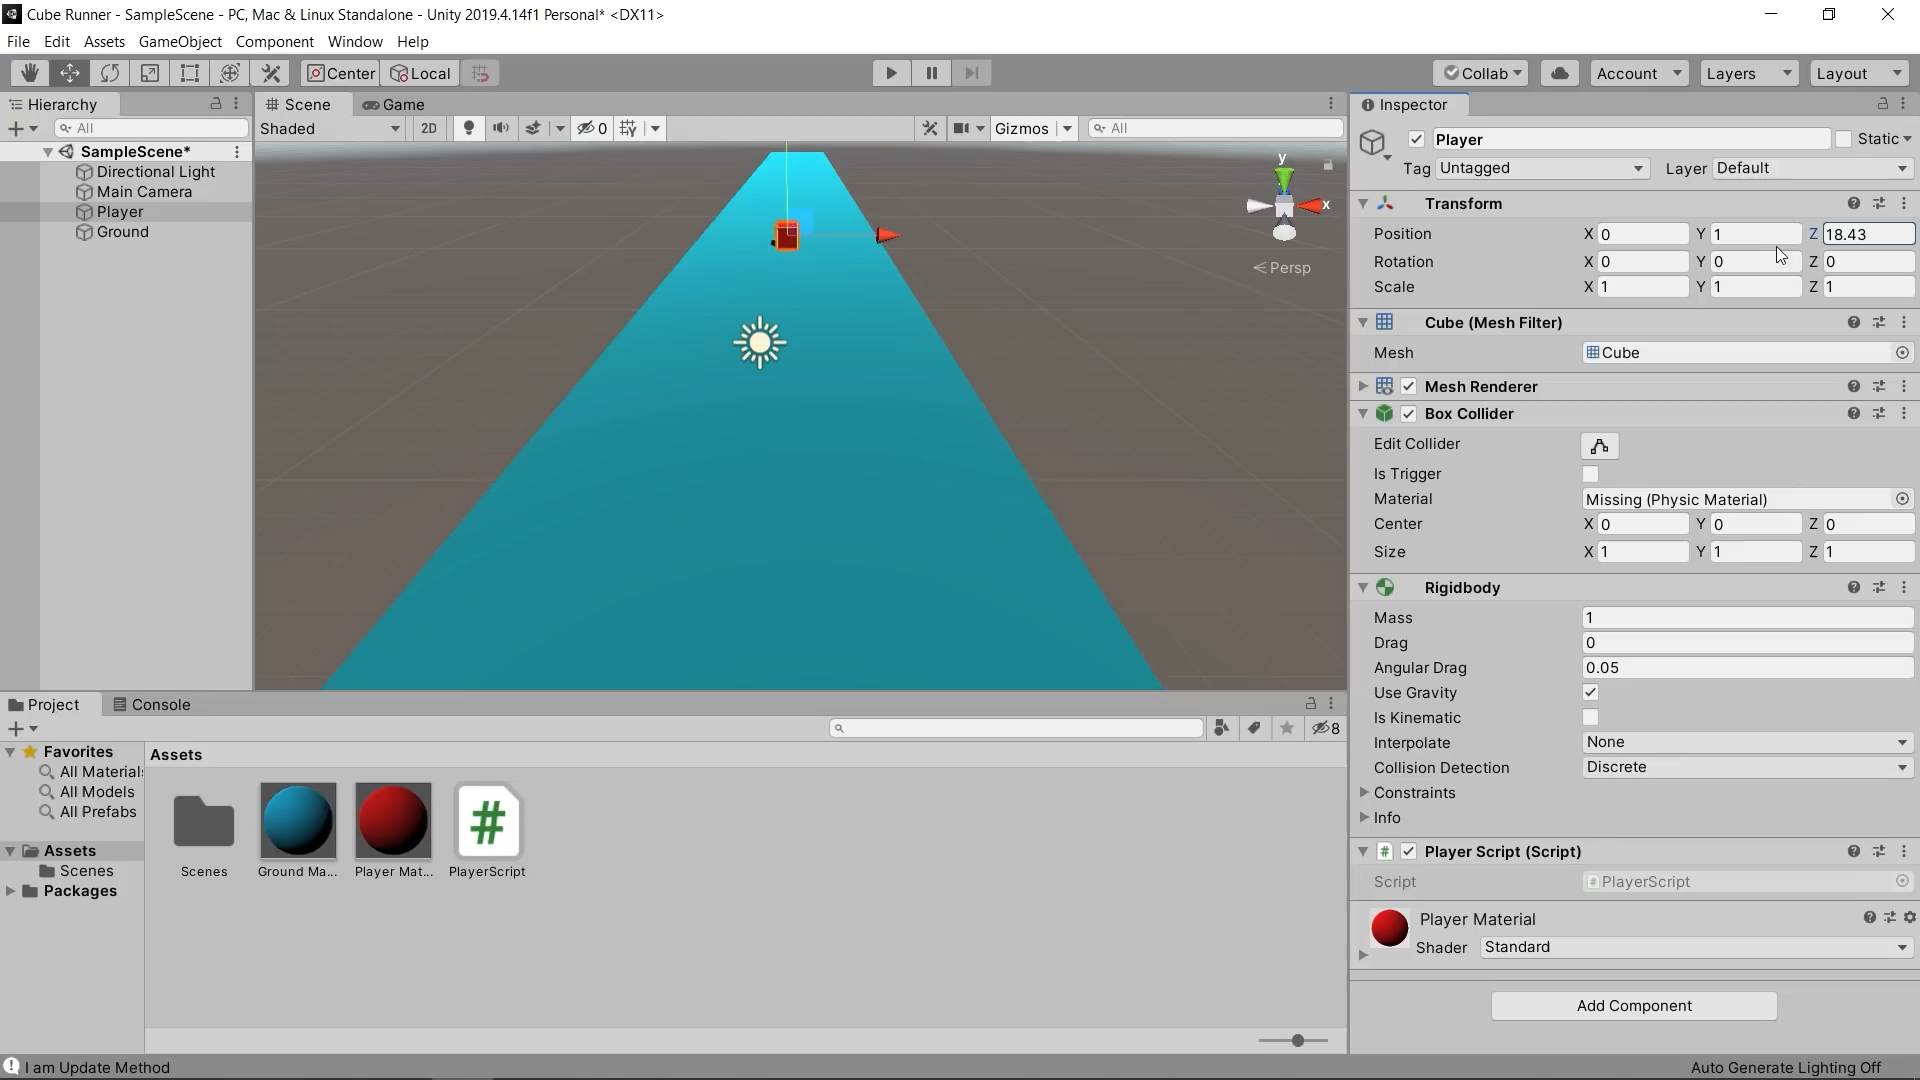 Cube Runner - SampleScene - PC, Mac & Linux Standalone - Unity 2019.4.14f1 Personal* <DX11>
File Edit Assets GameObject Component Window Help
Center Local Collab Account Layers Layout
Hierarchy
All
SampleScene*
Directional Light
Main Camera
Player
Ground
Scene Game
Shaded 2D 0 Gizmos All
y
x
Persp
Inspector
Player Static
Tag Untagged Layer Default
Transform
Position X 0 Y 1 Z 18.43
Rotation X 0 Y 0 Z 0
Scale X 1 Y 1 Z 1
Cube (Mesh Filter)
Mesh Cube
Mesh Renderer
Box Collider
Edit Collider
Is Trigger
Material Missing (Physic Material)
Center X 0 Y 0 Z 0
Size X 1 Y 1 Z 1
Rigidbody
Mass 1
Drag 0
Angular Drag 0.05
Use Gravity
Is Kinematic
Interpolate None
Collision Detection Discrete
Constraints
Info
# Player Script (Script)
Script # PlayerScript
Player Material
Shader Standard
Add Component
Project Console
8
Favorites
All Materials
All Models
All Prefabs
Assets
Scenes
Packages
Assets
#
Scenes Ground Ma... Player Mat... PlayerScript
I am Update Method
Auto Generate Lighting Off